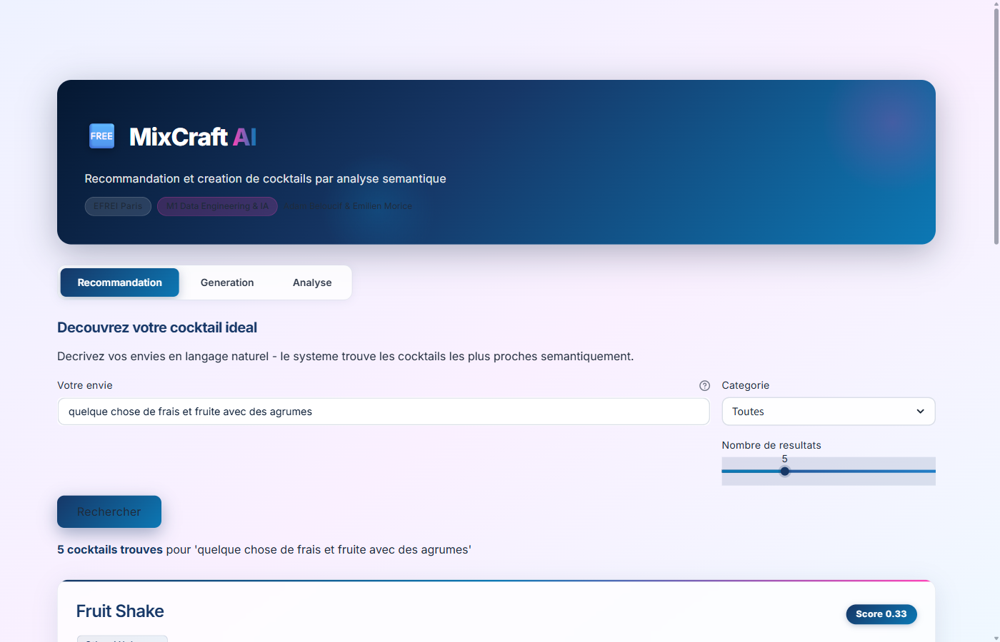 FREE
MixCraft AI
Recommandation et creation de cocktails par analyse semantique
EFREI Paris M1 Data Engineering & IA & Emilien Morice
Recommandation Generation Analyse
Decouvrez votre cocktail ideal
Decrivez vos envies en langage naturel - le systeme trouve les cocktails les plus proches semantiquement.
Votre envie Categorie
quelque chose de frais et fruite avec des agrumes Toutes
Nombre de resultats
5
Rechercher
5 cocktails trouves pour 'quelque chose de frais et fruite avec des agrumes'
Fruit Shake
Score 0.33